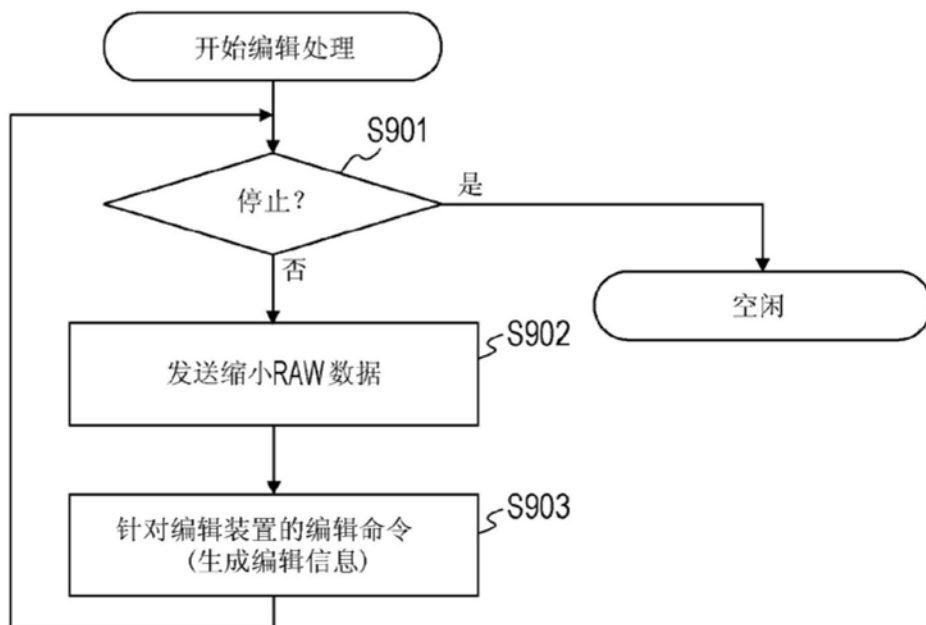 开始编辑处理
S901
停止?
是
否
空闲
S902
发送缩小RAW数据
S903
针对编辑装置的编辑命令
(生成编辑信息)